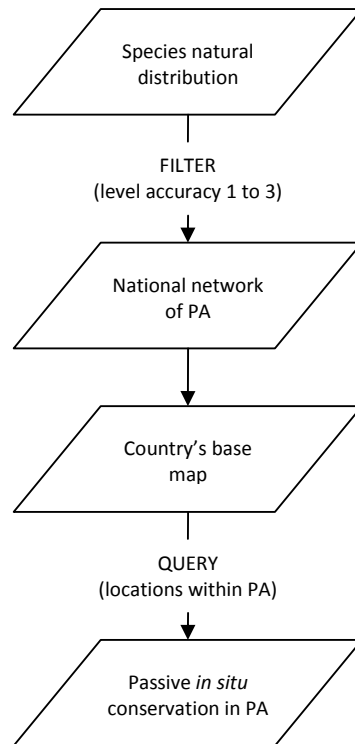 Species natural
distribution
FILTER
(level accuracy 1 to 3)
National network
of PA
Country’s base
map
QUERY
(locations within PA)
Passive in situ
conservation in PA